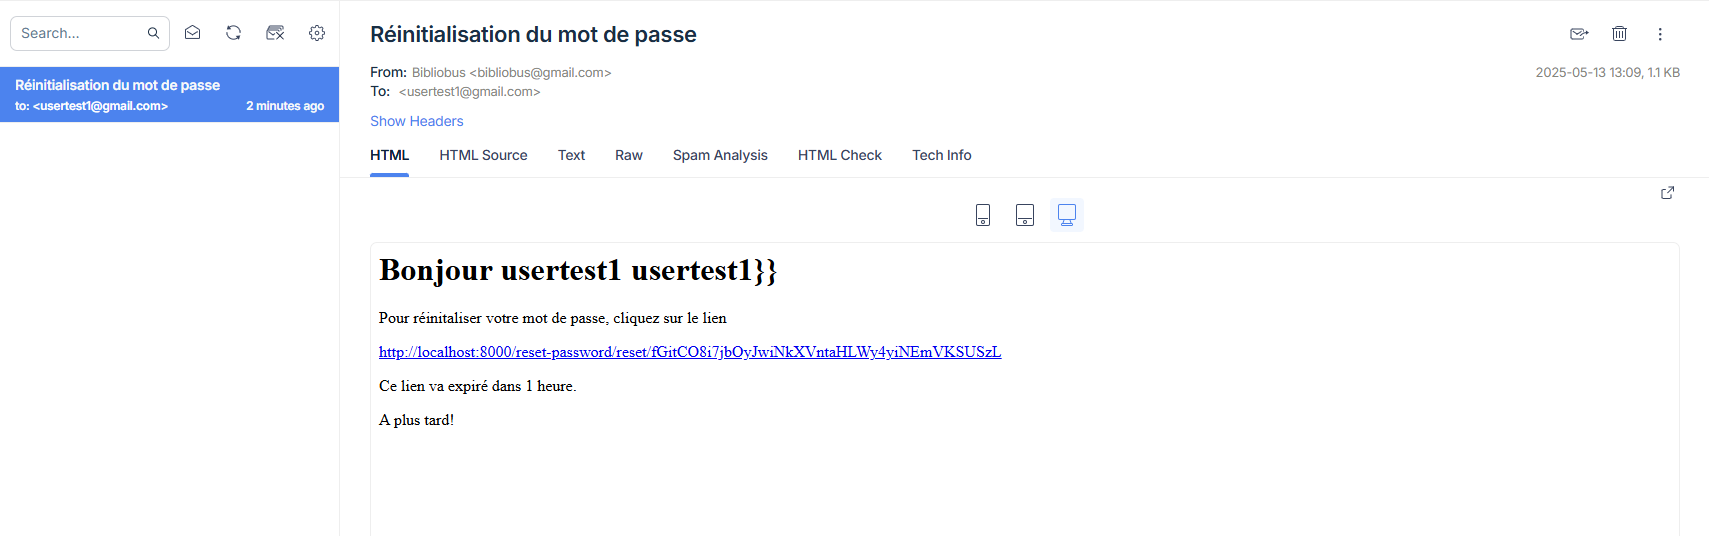 Search...
Réinitialisation du mot de passe
to: <usertest1@gmail.com> 2 minutes ago
Réinitialisation du mot de passe
From: Bibliobus <bibliobus@gmail.com> 2025-05-13 13:09, 1.1 KB
To: <usertest1@gmail.com>
Show Headers
HTML HTML Source Text Raw Spam Analysis HTML Check Tech Info
Bonjour usertest1 usertest1}}
Pour réinitaliser votre mot de passe, cliquez sur le lien
http://localhost:8000/reset-password/reset/fGitCO8i7jbOyJwiNkXVntaHLWy4yiNEmVKSUSzL
Ce lien va expiré dans 1 heure.
A plus tard!